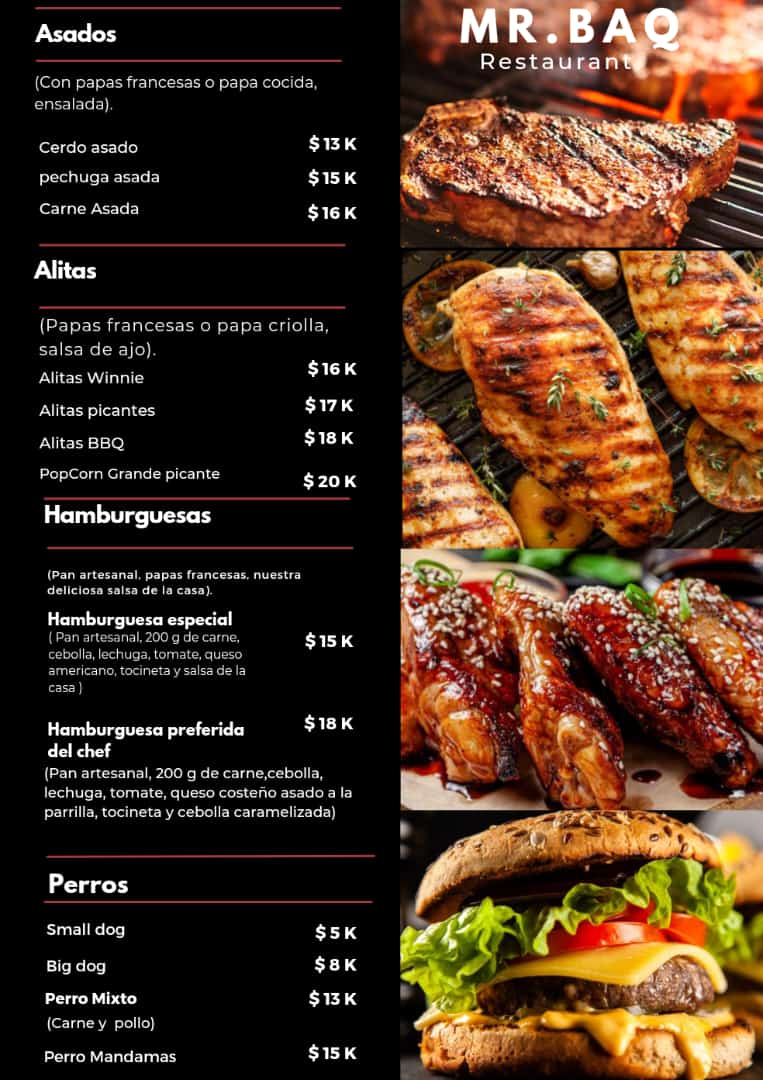 MR.BAQ
Restaurant
Asados
(Con papas francesas o papa cocida,
ensalada).
Cerdo asado $ 13 K
pechuga asada $ 15 K
Carne Asada $ 16 K
Alitas
(Papas francesas o papa criolla,
salsa de ajo).
Alitas Winnie $ 16 K
Alitas picantes $ 17 K
Alitas BBQ $ 18 K
PopCorn Grande picante $ 20 K
Hamburguesas
(Pan artesanal, papas francesas, nuestra
deliciosa salsa de la casa).
Hamburguesa especial
( Pan artesanal, 200 g de carne, $ 15 K
cebolla, lechuga, tomate, queso
americano, tocineta y salsa de la
casa )
Hamburguesa preferida $ 18 K
del chef
(Pan artesanal, 200 g de carne,cebolla,
lechuga, tomate, queso costeño asado a la
parrilla, tocineta y cebolla caramelizada)
Perros
Small dog $ 5 K
Big dog $ 8 K
Perro Mixto $ 13 K
(Carne y pollo)
Perro Mandamas $ 15 K